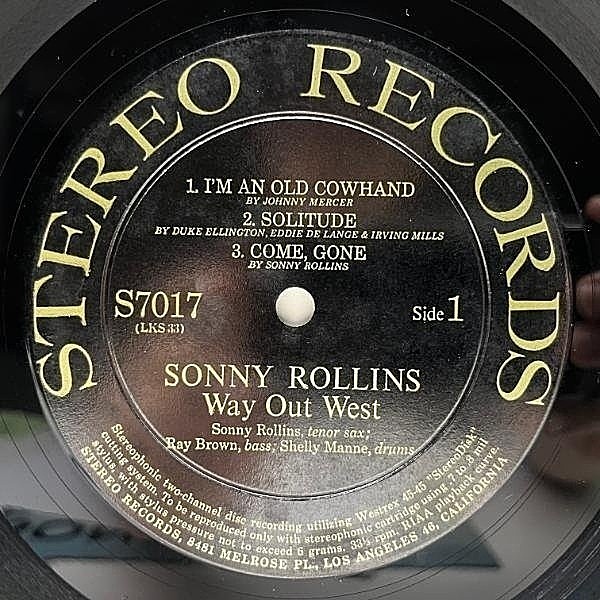 STEREO RECORDS
1. I'M AN OLD COWHAND
BY JOHNNY MERCER
2. SOLITUDE
BY DUKE ELLINGTON, EDDIE DE LANGE & IRVING MILLS
3. COME, GONE
BY SONNY ROLLINS
S7017
(LKS 33)
Side 1
SONNY ROLLINS
Way Out West
Sonny Rollins, tenor sax;
Ray Brown, bass; Shelly Manne, drums
Stereophonic two-channel disc recording utilizing Westrex 45-45 "StereoDisk"
cutting system. To be reproduced only with stereophonic cartridge using .7 to .8 mil
stylus, with stylus pressure not to exceed 6 grams. 33⅓ rpm. RIAA playback curve.
STEREO RECORDS, 8481 MELROSE PL., LOS ANGELES 46, CALIFORNIA